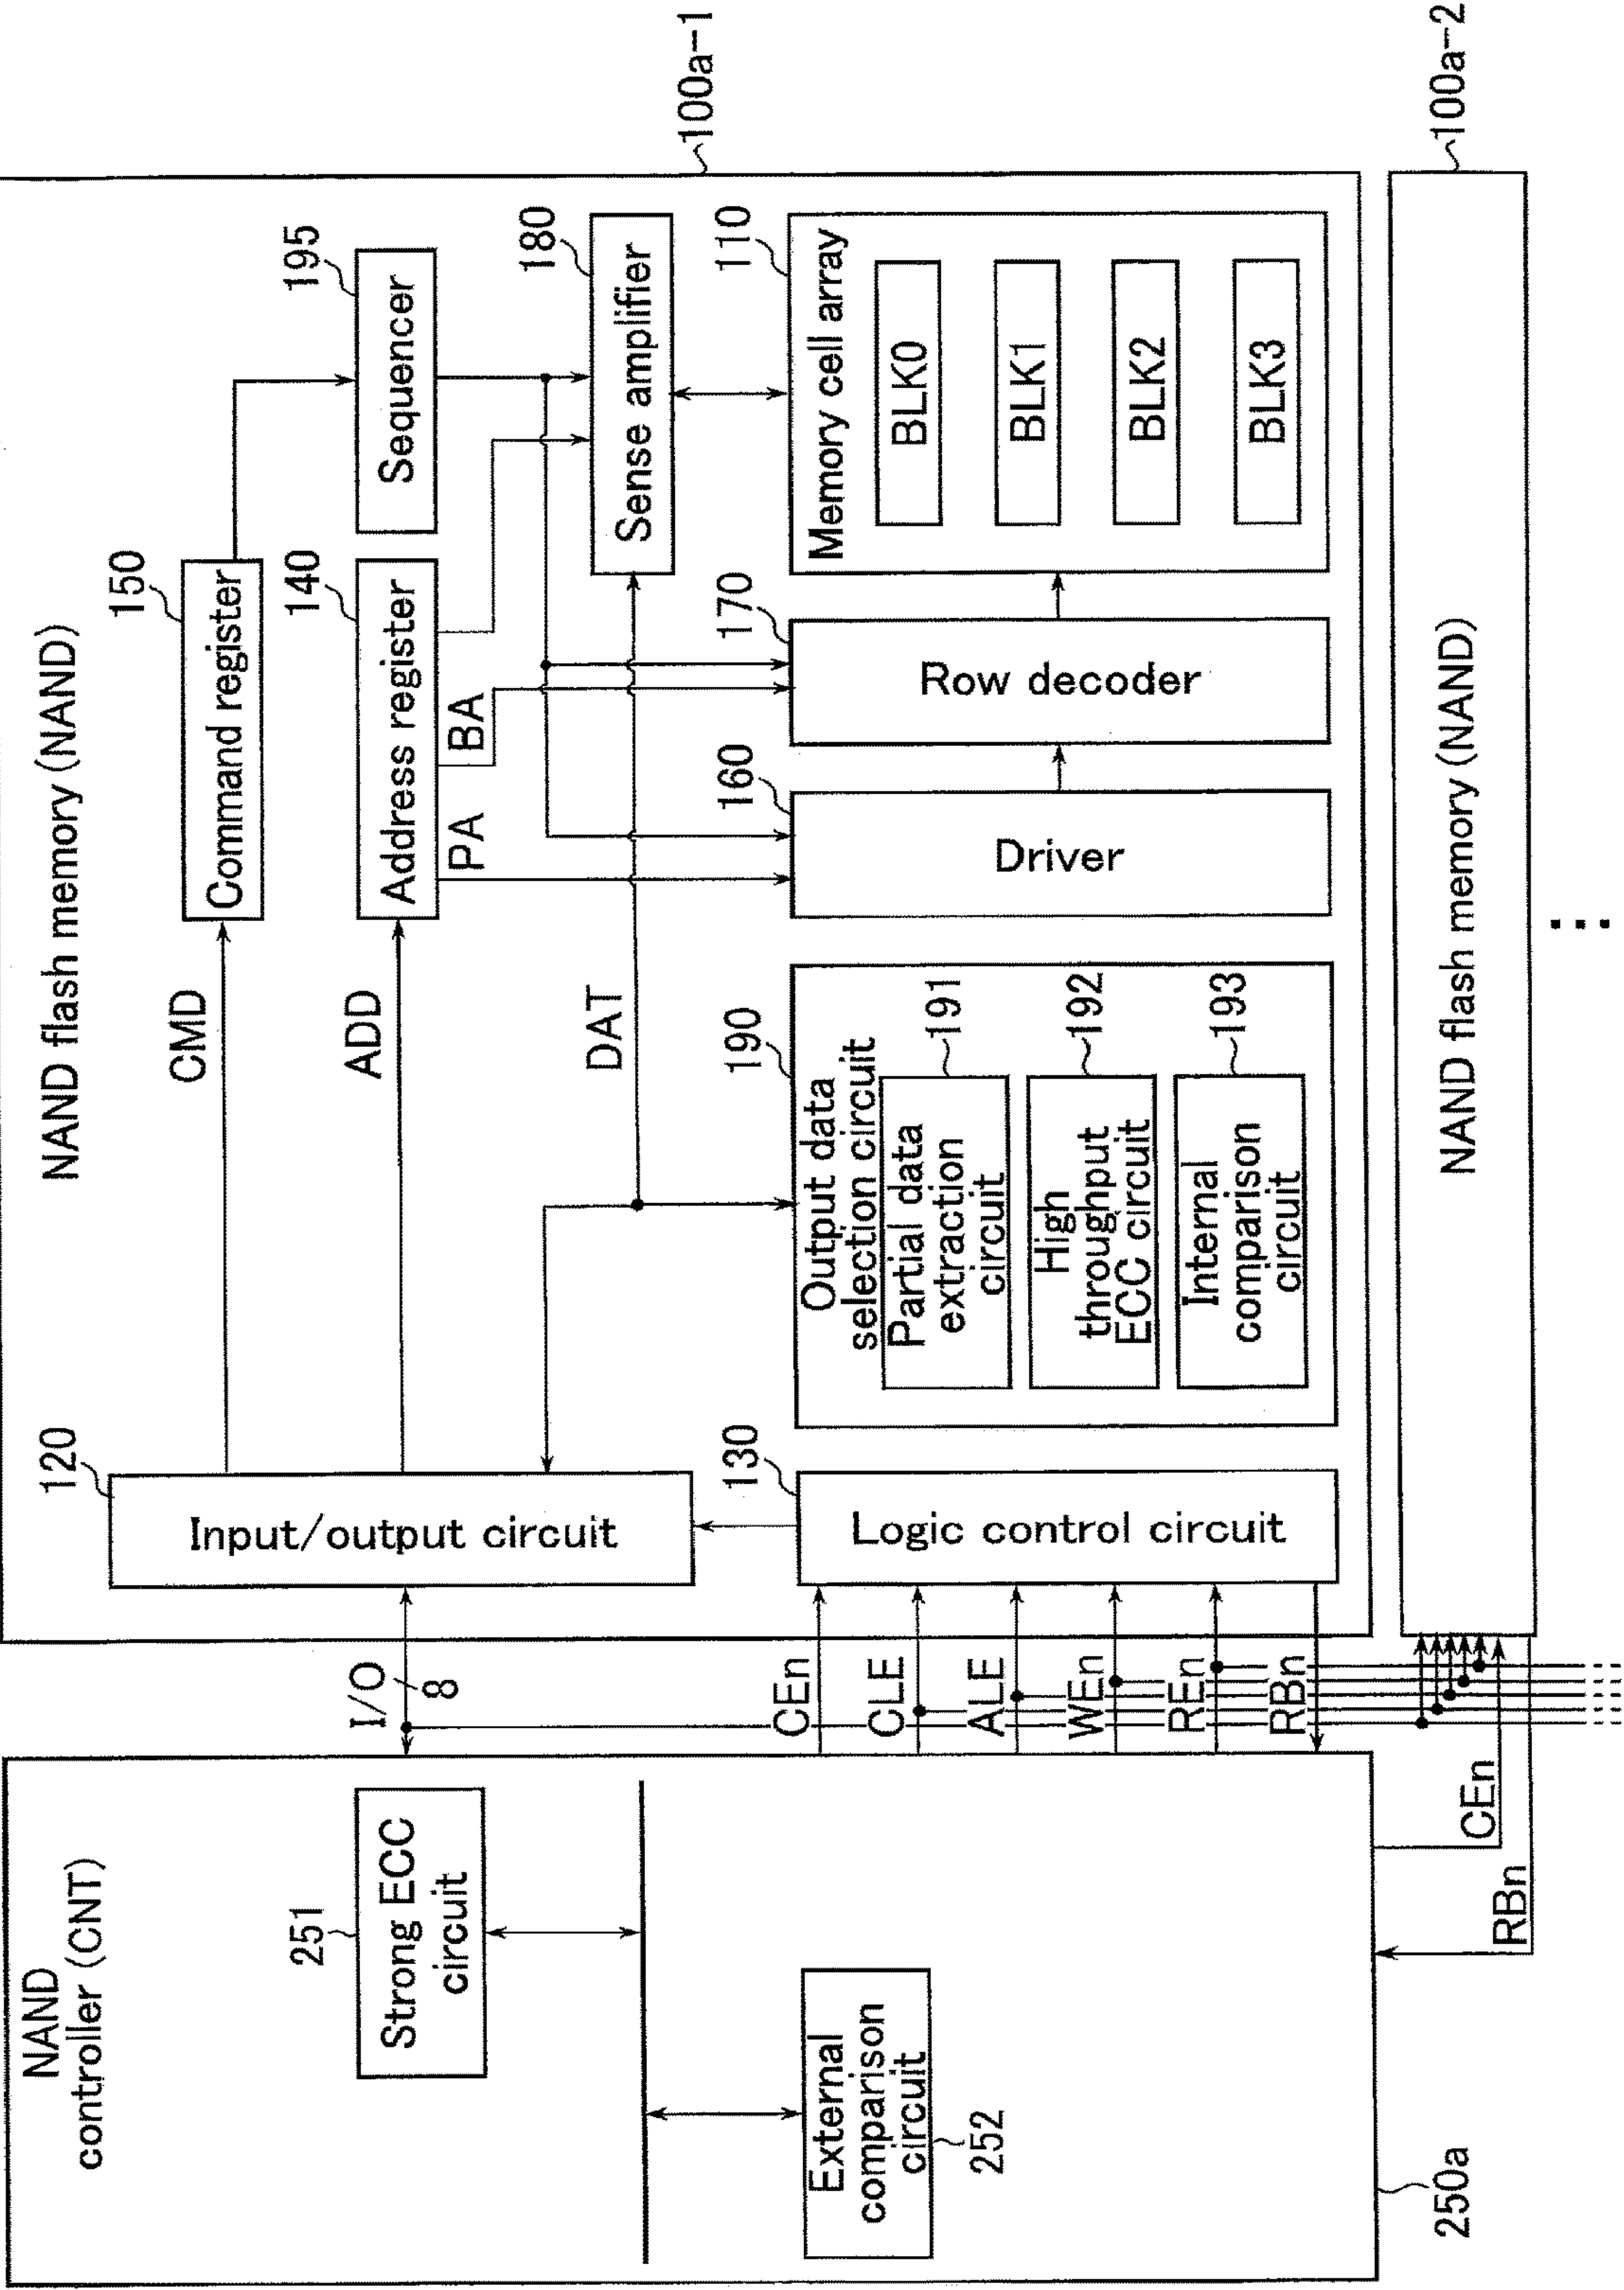 NAND
controller (CNT)
251
Strong ECC
circuit
External
comparison
circuit
252
250a
I/O
8
CEn
CLE
ALE
WEn
REn
RBn
CEn
RBn
NAND flash memory (NAND)
100a-1
120
Input/output circuit
130
Logic control circuit
CMD
ADD
DAT
150
Command register
140
Address register
PA
BA
195
Sequencer
180
Sense amplifier
190
Output data
selection circuit
Partial data
extraction
circuit
191
High
throughput
ECC circuit
192
Internal
comparison
circuit
193
160
Driver
170
Row decoder
110
Memory cell array
BLK0
BLK1
BLK2
BLK3
NAND flash memory (NAND)
100a-2